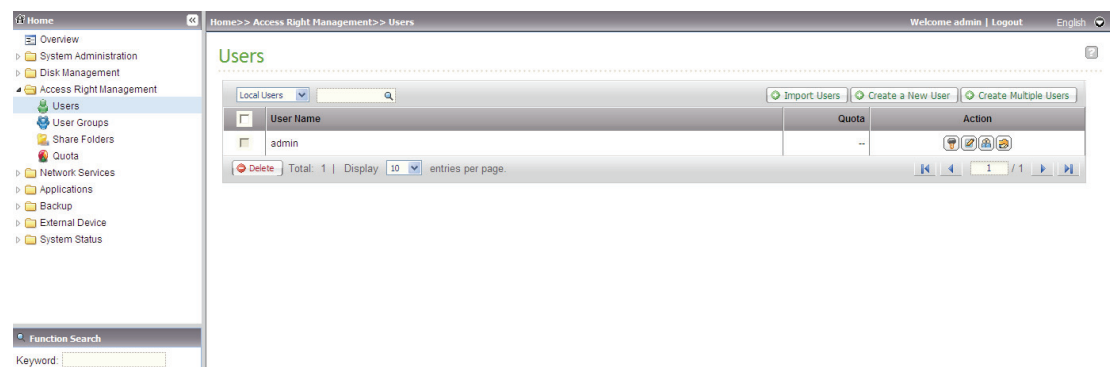 Home
Home>> Access Right Management>> Users
Welcome admin | Logout
English
Overview
System Administration
Disk Management
Access Right Management
Users
User Groups
Share Folders
Quota
Network Services
Applications
Backup
External Device
System Status
Function Search
Keyword:
Users
?
Local Users
Import Users
Create a New User
Create Multiple Users
User Name Quota Action
admin --
Delete Total: 1 | Display 10 entries per page.
1 / 1